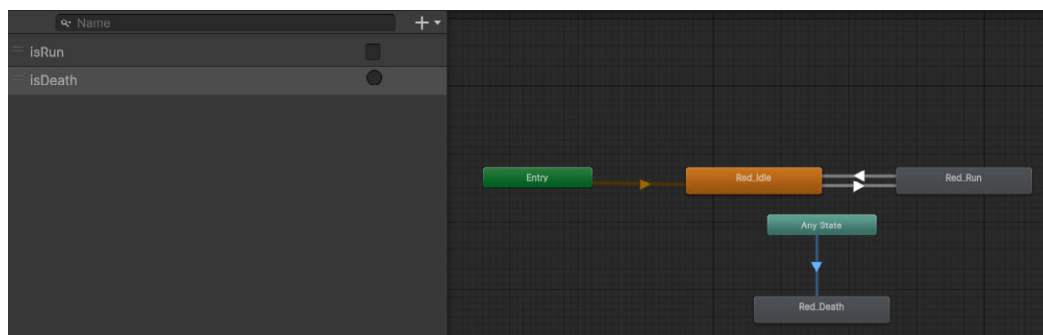 Name
isRun
isDeath
Entry
Red_Idle
Red_Run
Any State
Red_Death